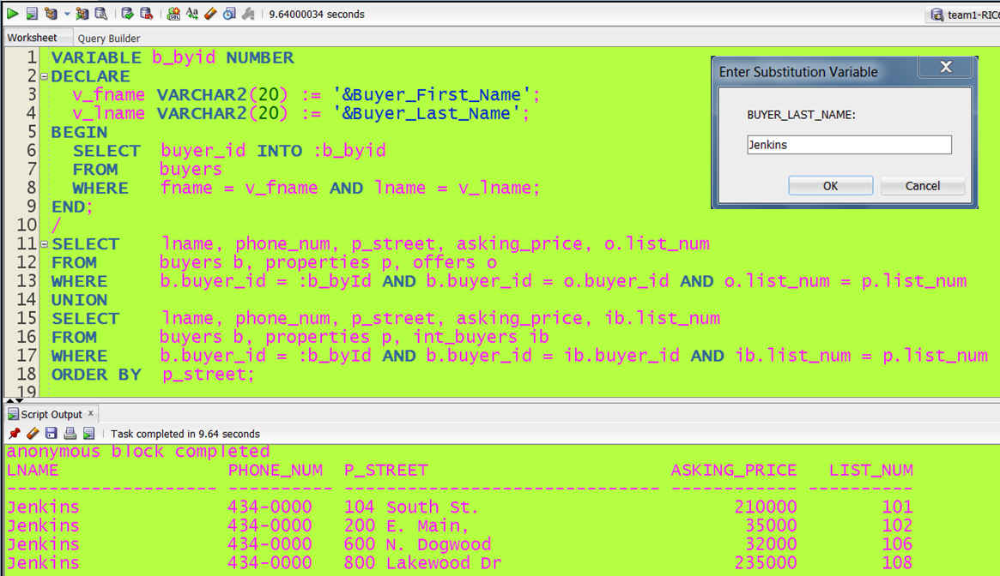 9.64000034 seconds
team1-RIC
Worksheet Query Builder
1 VARIABLE b_byid NUMBER
2 DECLARE
3 v_fname VARCHAR2(20) := '&Buyer_First_Name';
4 v_lname VARCHAR2(20) := '&Buyer_Last_Name';
5 BEGIN
6 SELECT buyer_id INTO :b_byid
7 FROM buyers
8 WHERE fname = v_fname AND lname = v_lname;
9 END;
10 /
11 SELECT lname, phone_num, p_street, asking_price, o.list_num
12 FROM buyers b, properties p, offers o
13 WHERE b.buyer_id = :b_byId AND b.buyer_id = o.buyer_id AND o.list_num = p.list_num
14 UNION
15 SELECT lname, phone_num, p_street, asking_price, ib.list_num
16 FROM buyers b, properties p, int_buyers ib
17 WHERE b.buyer_id = :b_byId AND b.buyer_id = ib.buyer_id AND ib.list_num = p.list_num
18 ORDER BY p_street;
19
Enter Substitution Variable
BUYER_LAST_NAME:
Jenkins
OK Cancel
Script Output
Task completed in 9.64 seconds
anonymous block completed
LNAME PHONE_NUM P_STREET ASKING_PRICE LIST_NUM
-------------------- ---------- ------------------------------ ------------ ----------
Jenkins 434-0000 104 South St. 210000 101
Jenkins 434-0000 200 E. Main, 35000 102
Jenkins 434-0000 600 N. Dogwood 32000 106
Jenkins 434-0000 800 Lakewood Dr 235000 108